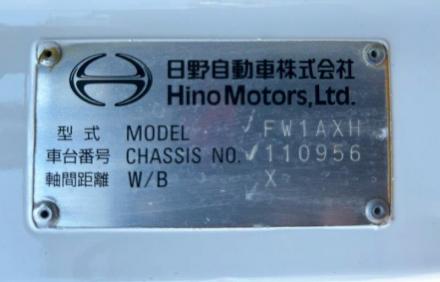 日野自動車株式会社
Hino Motors, Ltd.
型式 MODEL FW1AXH
車台番号 CHASSIS NO. 110956
軸間距離 W/B X